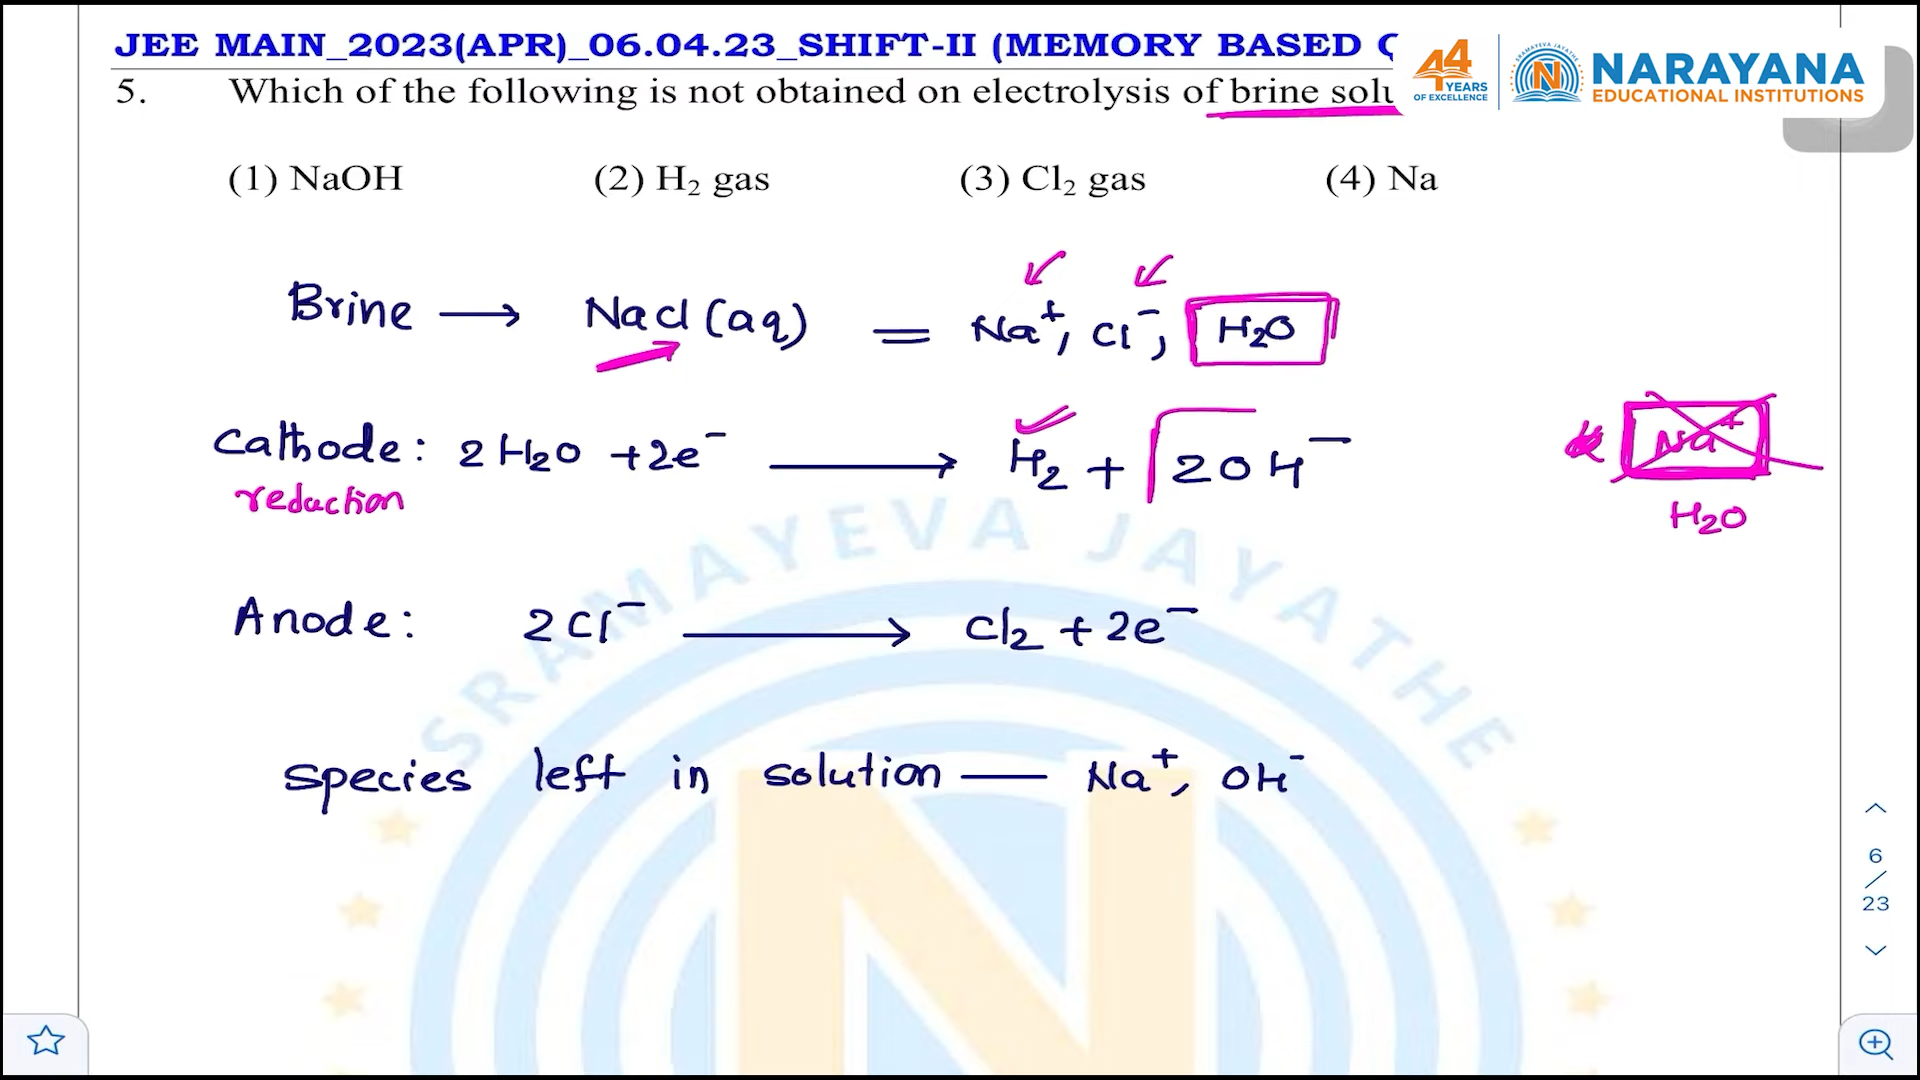 JEE MAIN_2023(APR)_06.04.23_SHIFT-II (MEMORY BASED
44 YEARS OF EXCELLENCE
SRAMAYEVA JAYATHE
N
NARAYANA
EDUCATIONAL INSTITUTIONS
5. Which of the following is not obtained on electrolysis of brine solu
(1) NaOH (2) H₂ gas (3) Cl₂ gas (4) Na
Brine → Nacl (aq) = Na⁺, Cl⁻, H₂O
Cathode: 2H₂O + 2e⁻ → H₂ + 2OH⁻
Na⁺
reduction
H₂O
SRAMAYEVA JAYATHE
Anode: 2Cl⁻ → Cl₂ + 2e⁻
species left in solution — Na⁺, OH⁻
N
6
/
23